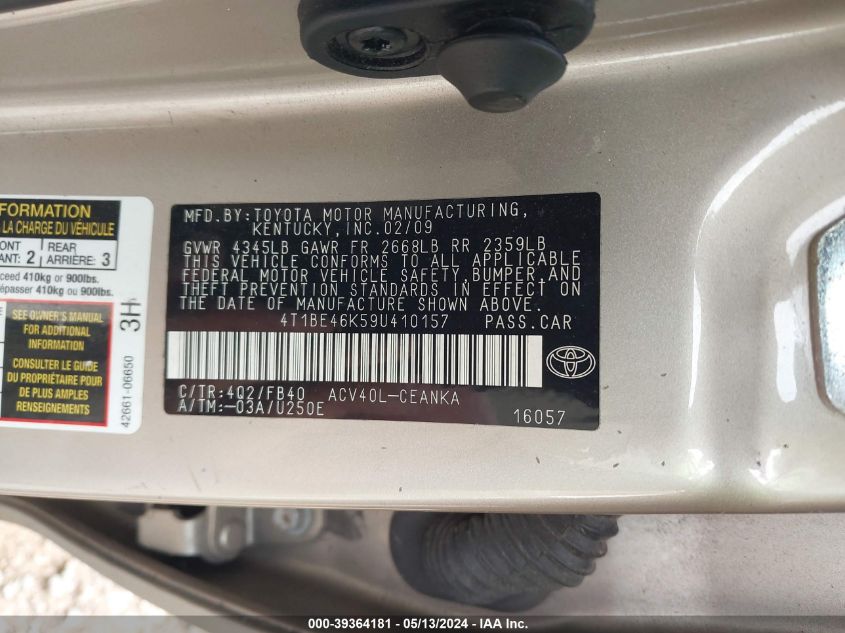 FORMATION
LA CHARGE DU VÉHICULE
2 REAR
ARRIÈRE: 3
410kg or 900lbs.
410kg ou 900lbs.
SEE OWNER'S MANUAL
FOR MORE
INFORMATION
CONSULTER LE GUIDE
DU PROPRIÉTAIRE POUR
DE PLUS AMPLES
RENSEIGNEMENTS
3H
42661-06650
MFD.BY:TOYOTA MOTOR MANUFACTURING,
KENTUCKY,INC.02/09
GVWR 4345LB GAWR FR 2668LB RR 2359LB
THIS VEHICLE CONFORMS TO ALL APPLICABLE
FEDERAL MOTOR VEHICLE SAFETY,BUMPER,AND
THEFT PREVENTION STANDARDS IN EFFECT ON
THE DATE OF MANUFACTURE SHOWN ABOVE.
4T1BE46K59U410157 PASS.CAR
C/TR:4Q2/FB40 ACV40L-CEANKA
A/TM:-03A/U250E 16057
TOYOTA
000-39364181 - 05/13/2024 - IAA Inc.